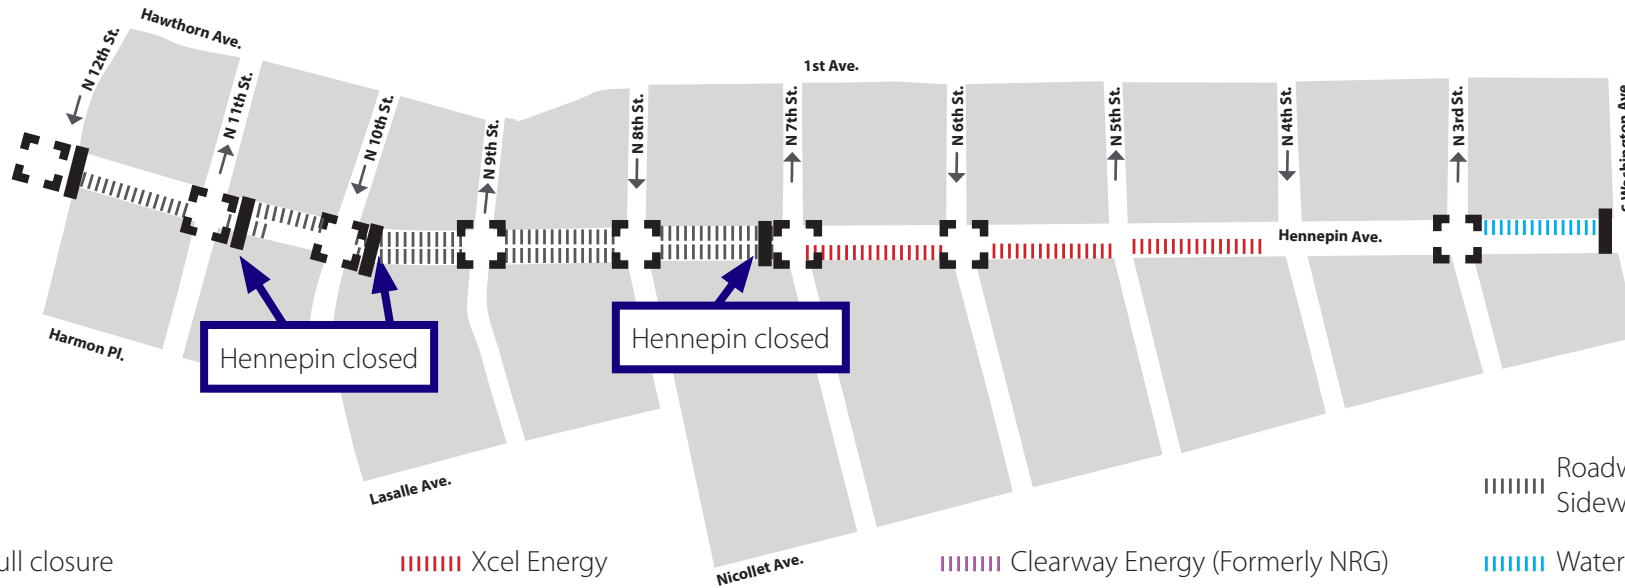 Hawthorn Ave.
N 12th St.
N 11th St.
N 10th St.
N 9th St.
N 8th St.
1st Ave.
N 7th St.
N 6th St.
N 5th St.
N 4th St.
N 3rd St.
Washington Ave.
Hennepin Ave.
Harmon Pl.
Hennepin closed
Hennepin closed
Lasalle Ave.
Nicollet Ave.
ull closure
Xcel Energy
Clearway Energy (Formerly NRG)
Roadw
Sidew
Water